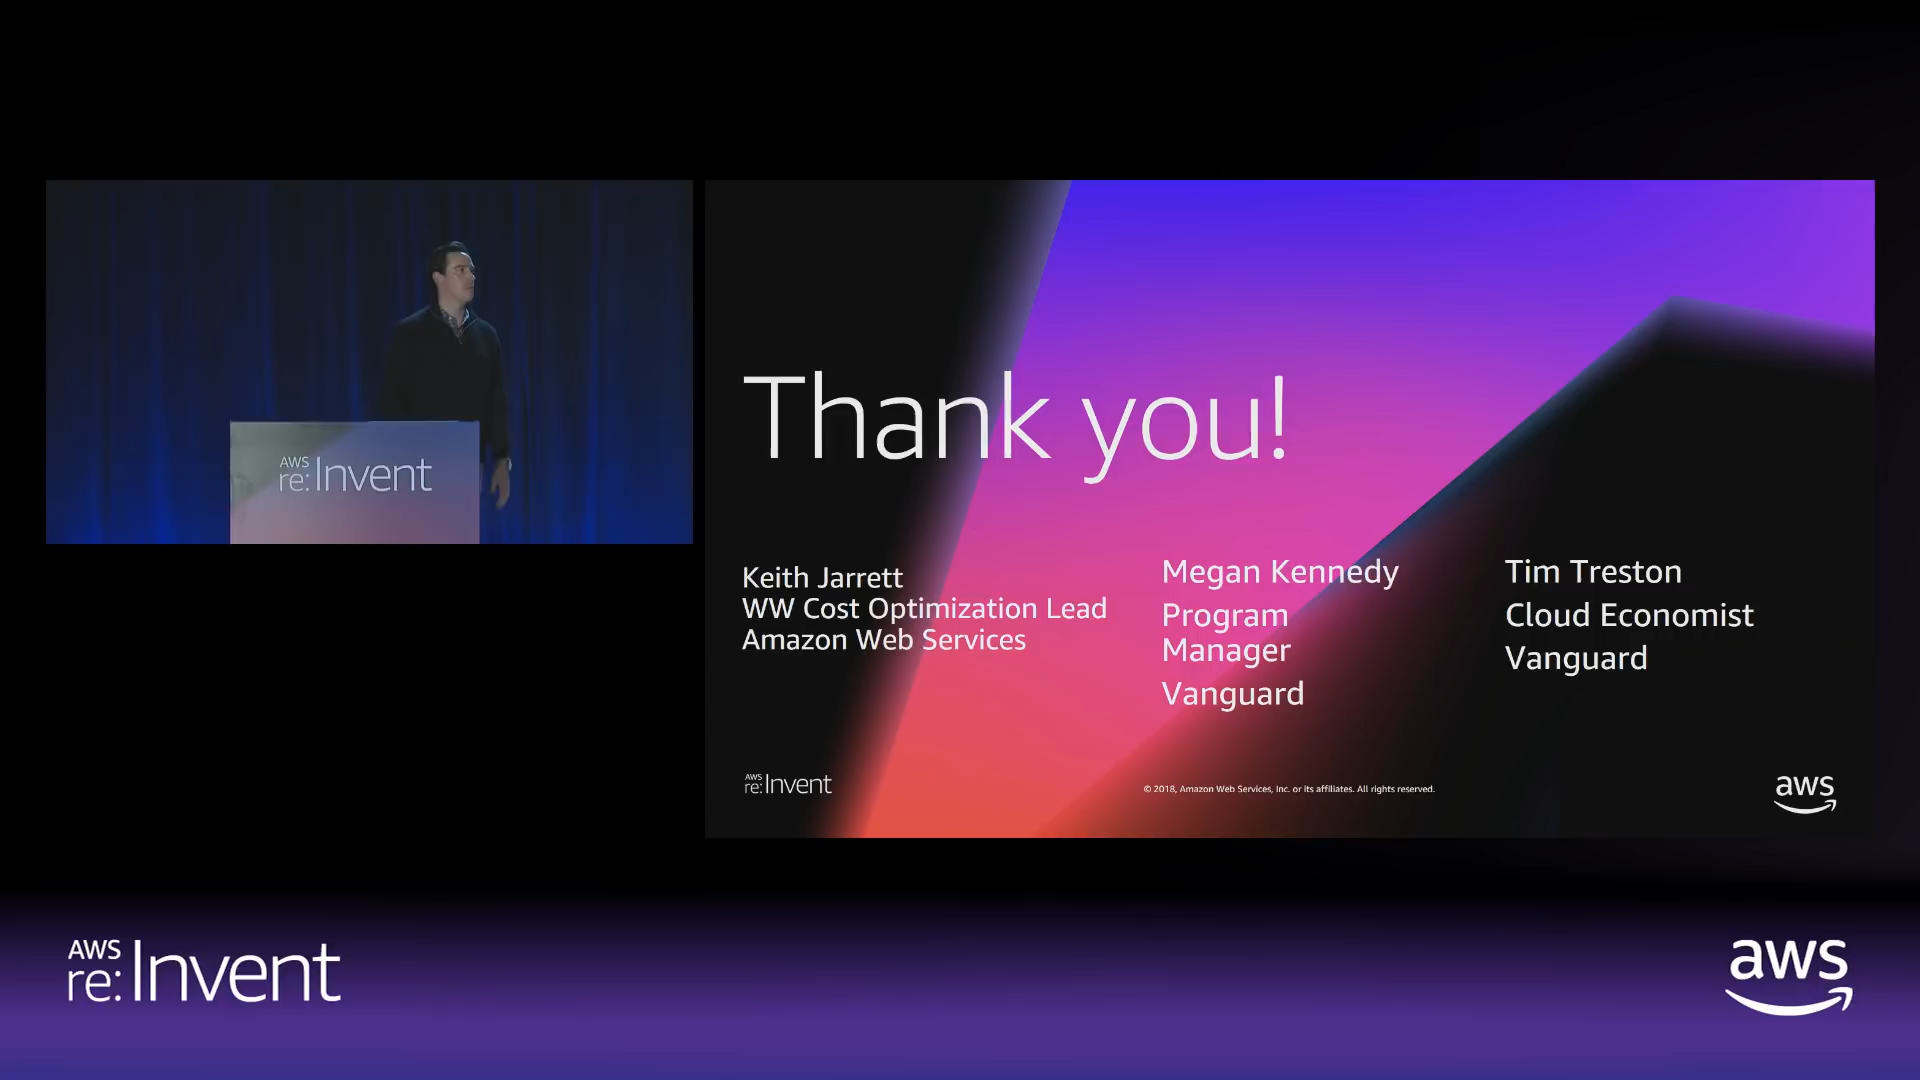 AWS
re:Invent
Thank you!
Keith Jarrett
WW Cost Optimization Lead
Amazon Web Services
Megan Kennedy
Program
Manager
Vanguard
Tim Treston
Cloud Economist
Vanguard
AWS
re:Invent
© 2018, Amazon Web Services, Inc. or its affiliates. All rights reserved.
aws
AWS
re:Invent
aws